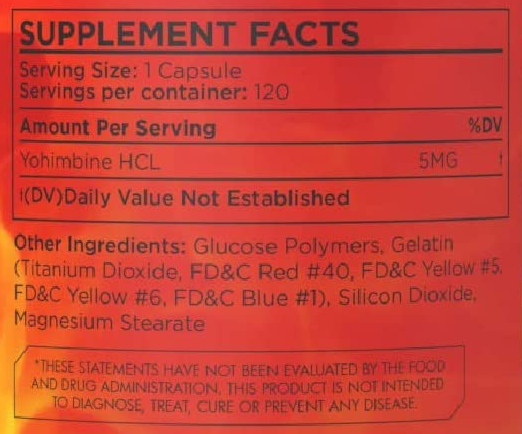 SUPPLEMENT FACTS
Serving Size: 1 Capsule
Servings per container: 120
Amount Per Serving %DV
Yohimbine HCL 5MG †
†(DV)Daily Value Not Established
Other Ingredients: Glucose Polymers, Gelatin
(Titanium Dioxide, FD&C Red #40, FD&C Yellow #5,
FD&C Yellow #6, FD&C Blue #1), Silicon Dioxide,
Magnesium Stearate
*THESE STATEMENTS HAVE NOT BEEN EVALUATED BY THE FOOD
AND DRUG ADMINISTRATION. THIS PRODUCT IS NOT INTENDED
TO DIAGNOSE, TREAT, CURE OR PREVENT ANY DISEASE.